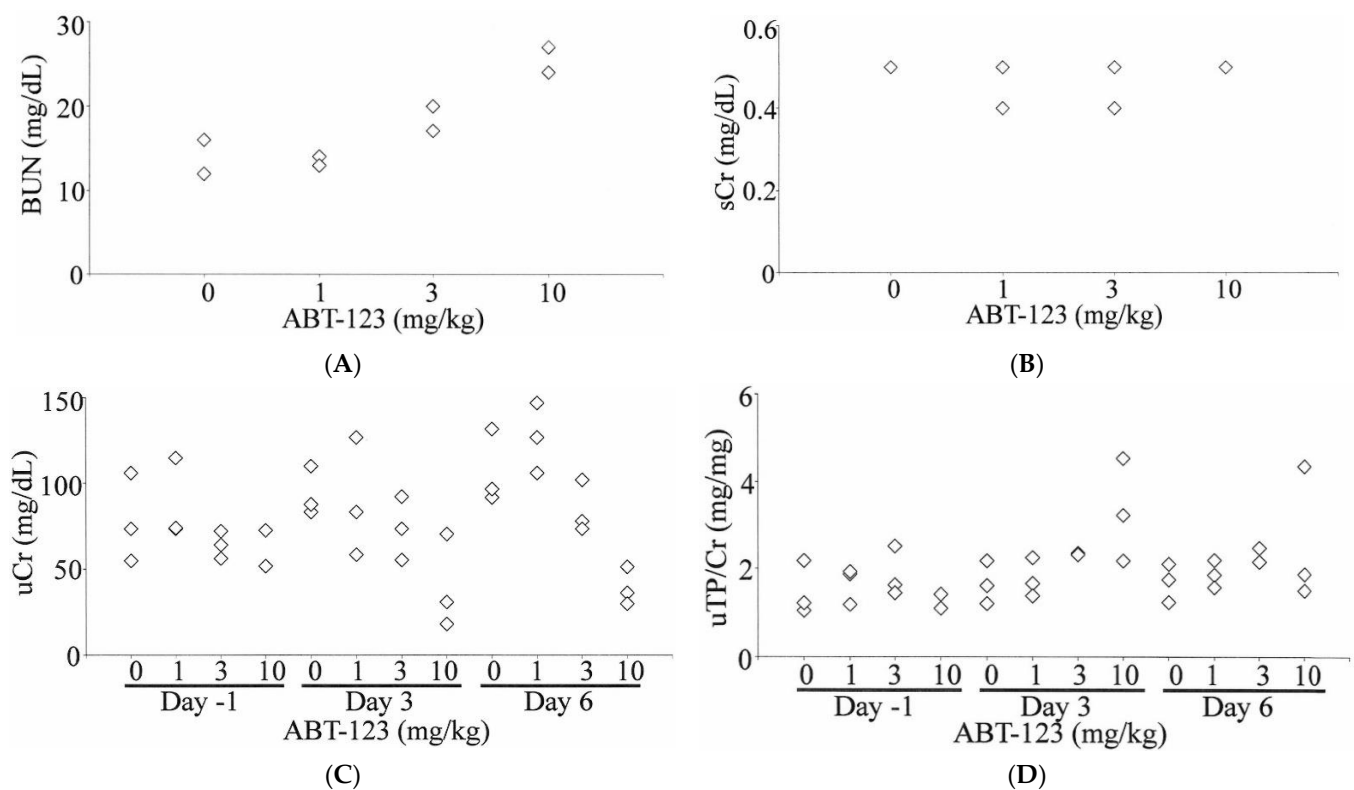 30
20
10
0
BUN (mg/dL)
0 1 3 10
ABT-123 (mg/kg)
(A)
0.6
0.4
0.2
0
sCr (mg/dL)
0 1 3 10
ABT-123 (mg/kg)
(B)
150
100
50
0
uCr (mg/dL)
0 1 3 10 0 1 3 10 0 1 3 10
Day -1 Day 3 Day 6
ABT-123 (mg/kg)
(C)
6
4
2
0
uTP/Cr (mg/mg)
0 1 3 10 0 1 3 10 0 1 3 10
Day -1 Day 3 Day 6
ABT-123 (mg/kg)
(D)